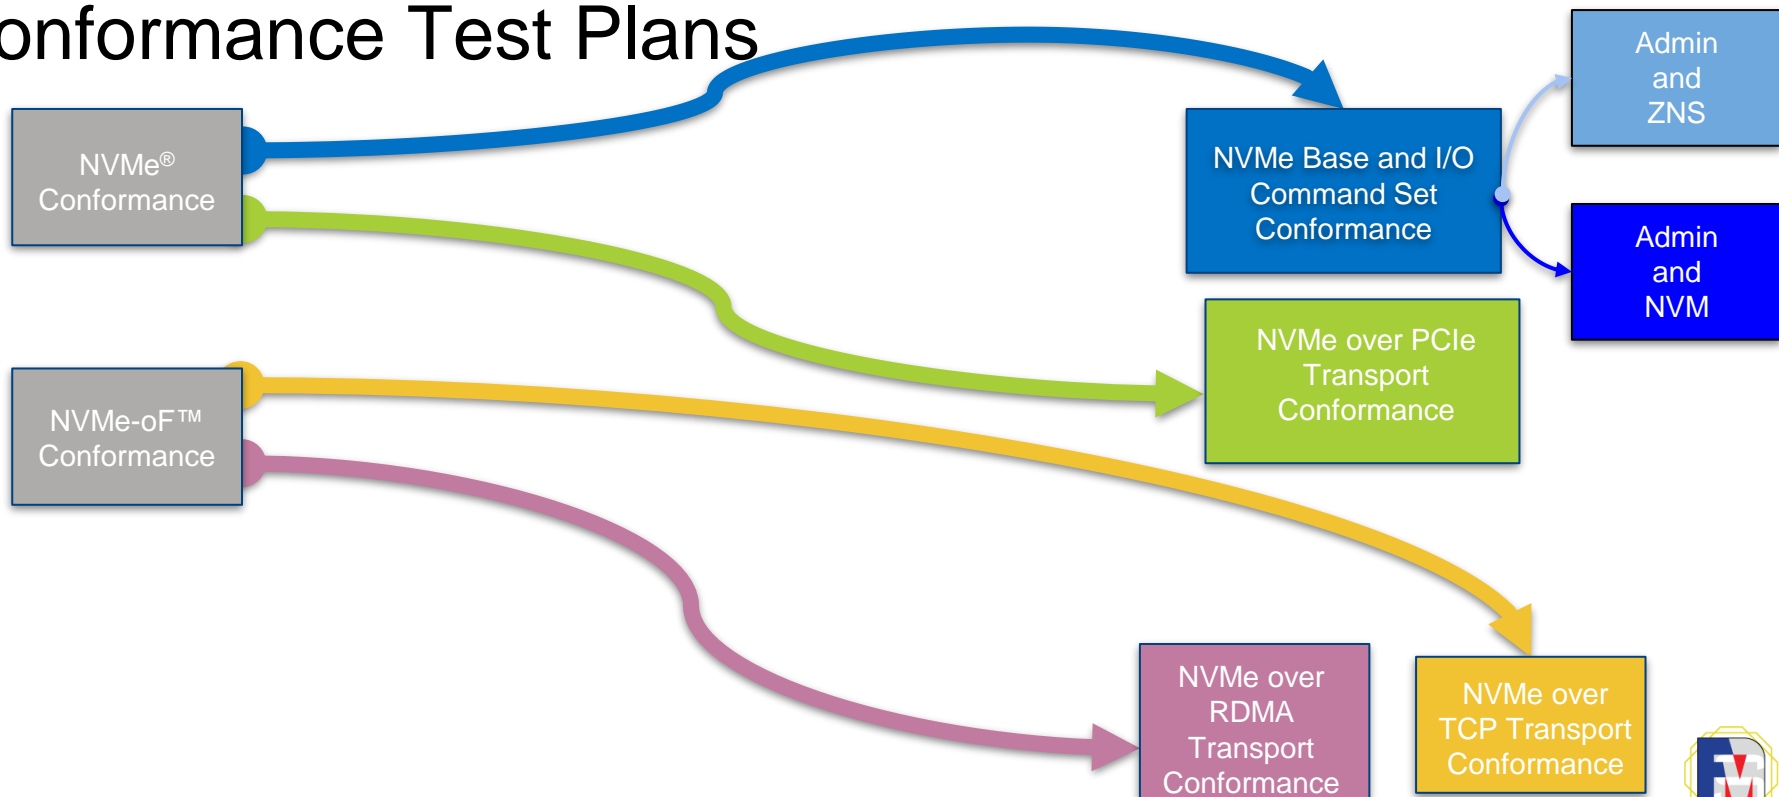 onformance Test Plans
NVMe®
Conformance
NVMe Base and I/O
Command Set
Conformance
Admin
and
ZNS
Admin
and
NVM
NVMe over PCIe
Transport
Conformance
NVMe-oF™
Conformance
NVMe over
RDMA
Transport
Conformance
NVMe over
TCP Transport
Conformance